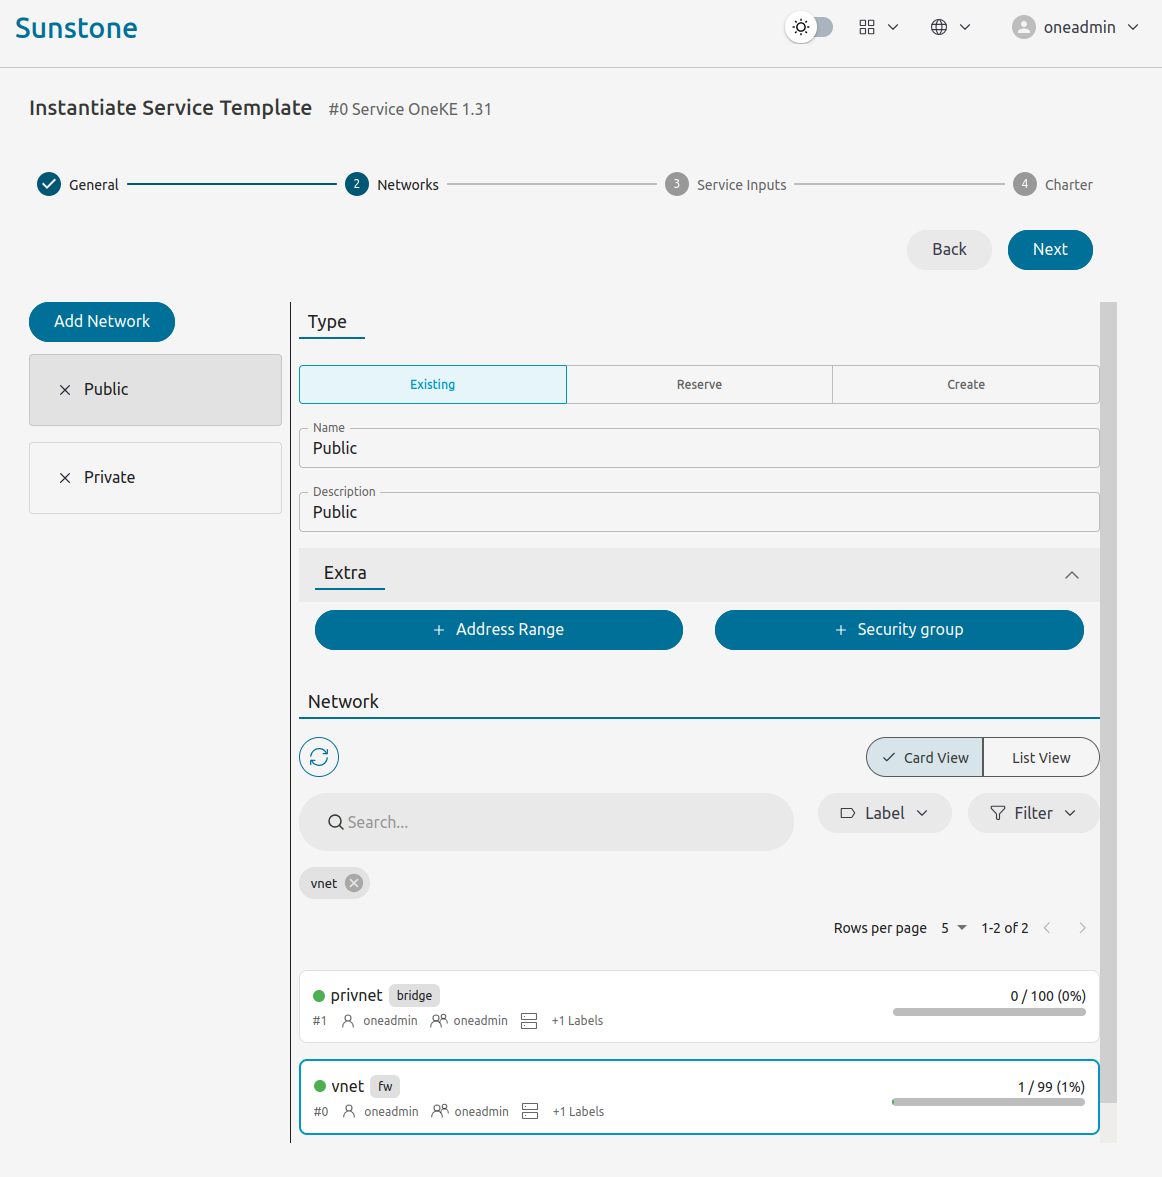 Sunstone
oneadmin
Instantiate Service Template #0 Service OneKE 1.31
General
2 Networks
3 Service Inputs
4 Charter
Back
Next
Add Network
Public
Private
Type
Existing
Reserve
Create
Name
Public
Description
Public
Extra
+ Address Range
+ Security group
Network
Card View
List View
Search...
Label
Filter
vnet
Rows per page 5 1-2 of 2
privnet bridge
0 / 100 (0%)
#1 oneadmin oneadmin +1 Labels
vnet fw
1 / 99 (1%)
#0 oneadmin oneadmin +1 Labels